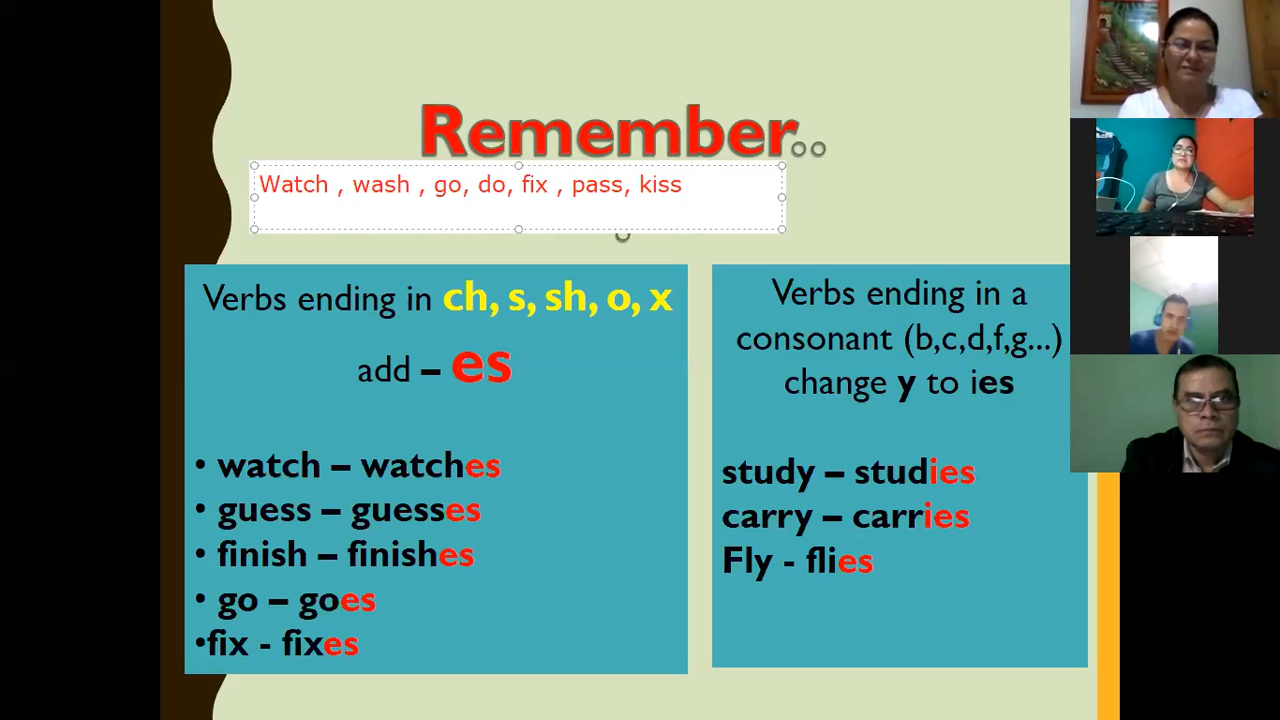 Remember..
Watch , wash , go, do, fix , pass, kiss
Verbs ending in ch, s, sh, o, x
add – es
• watch – watches
• guess – guesses
• finish – finishes
• go – goes
•fix - fixes
Verbs ending in a
consonant (b,c,d,f,g...)
change y to ies
study – studies
carry – carries
Fly - flies